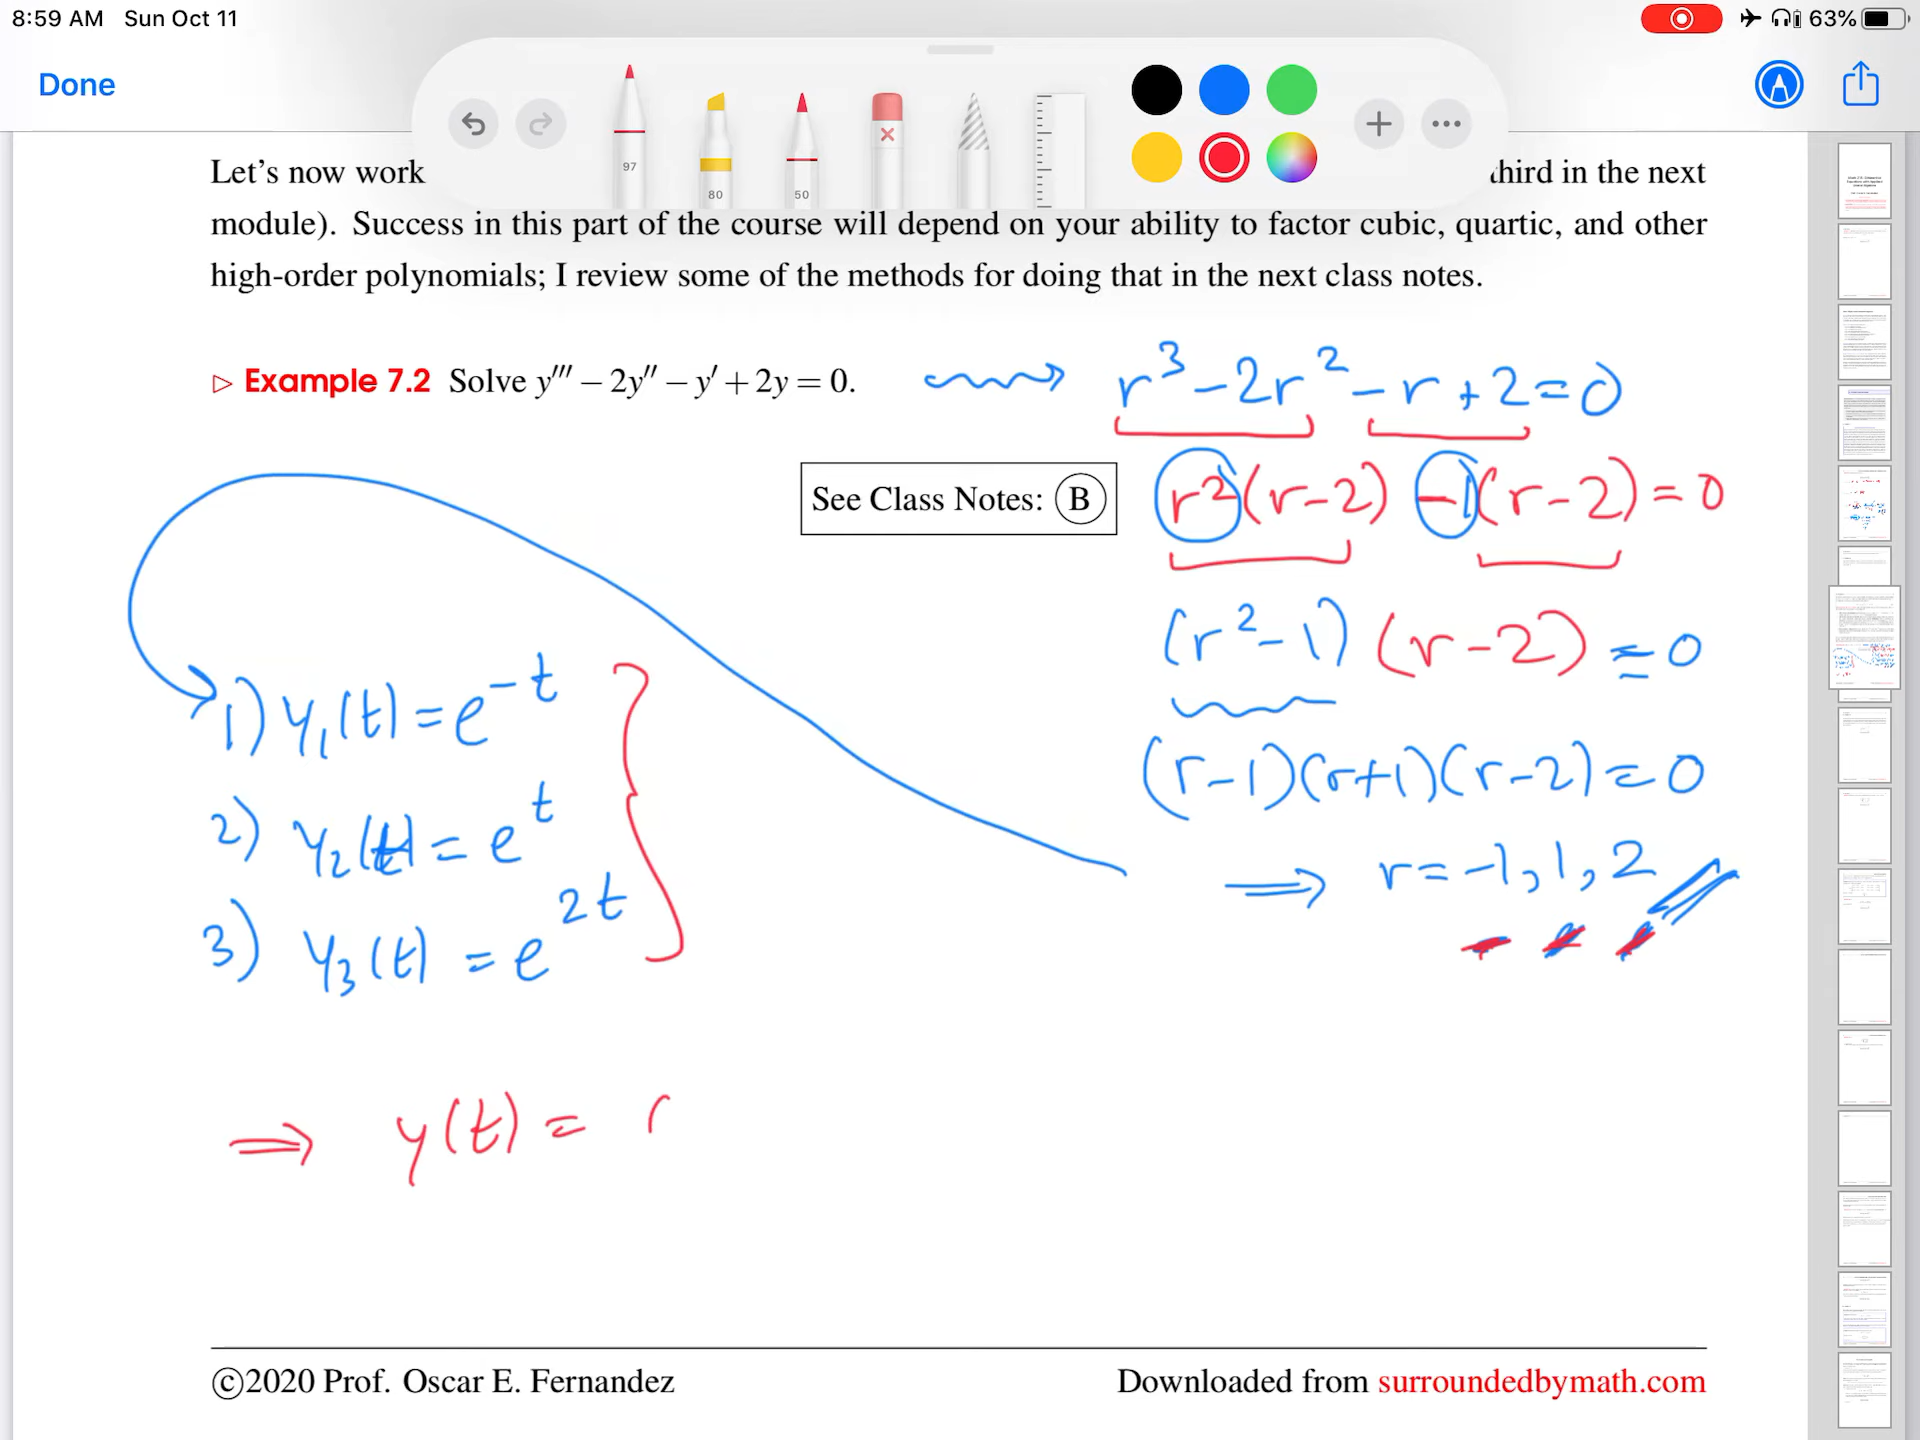 8:59 AM Sun Oct 11
63%
Done
97
80
50
Let's now work
third in the next
module). Success in this part of the course will depend on your ability to factor cubic, quartic, and other
high-order polynomials; I review some of the methods for doing that in the next class notes.
▷ Example 7.2 Solve y''' − 2y'' − y' + 2y = 0.
r³ − 2r² − r + 2 = 0
See Class Notes: Ⓑ
r²(r−2) −1(r−2) = 0
(r²−1)(r−2) = 0
(r−1)(r+1)(r−2) = 0
⟹ r = −1, 1, 2
1) y₁(t) = e^−t
2) y₂(t) = e^t
3) y₃(t) = e^2t
⟹ y(t) =
©2020 Prof. Oscar E. Fernandez
Downloaded from surroundedbymath.com